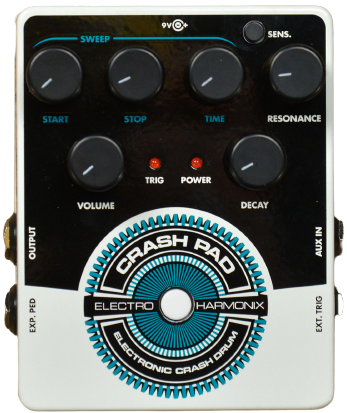 9V +
SWEEP
SENS.
START STOP TIME RESONANCE
TRIG POWER
VOLUME DECAY
OUTPUT
AUX IN
CRASH PAD
ELECTRO HARMONIX
EXP. PED
EXT. TRIG
ELECTRONIC CRASH DRUM